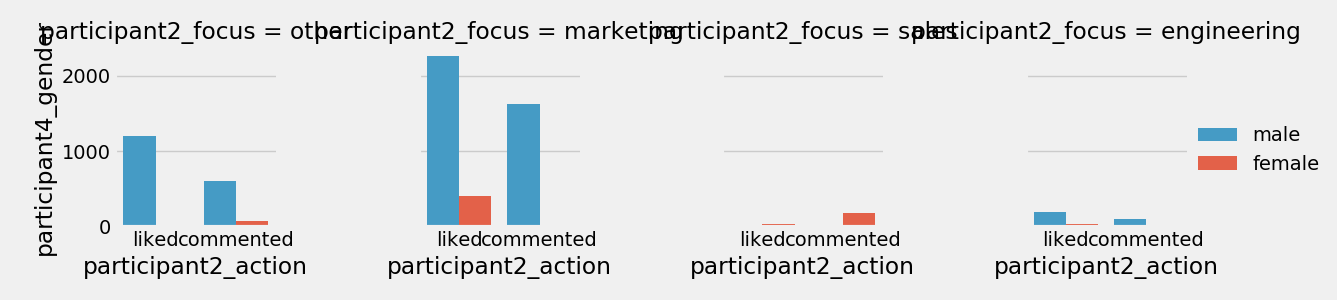 participant2_focus = other
participant2_focus = marketing
participant2_focus = sales
participant2_focus = engineering
participant4_gender
2000
1000
0
liked commented
liked commented
liked commented
liked commented
participant2_action
participant2_action
participant2_action
participant2_action
male
female